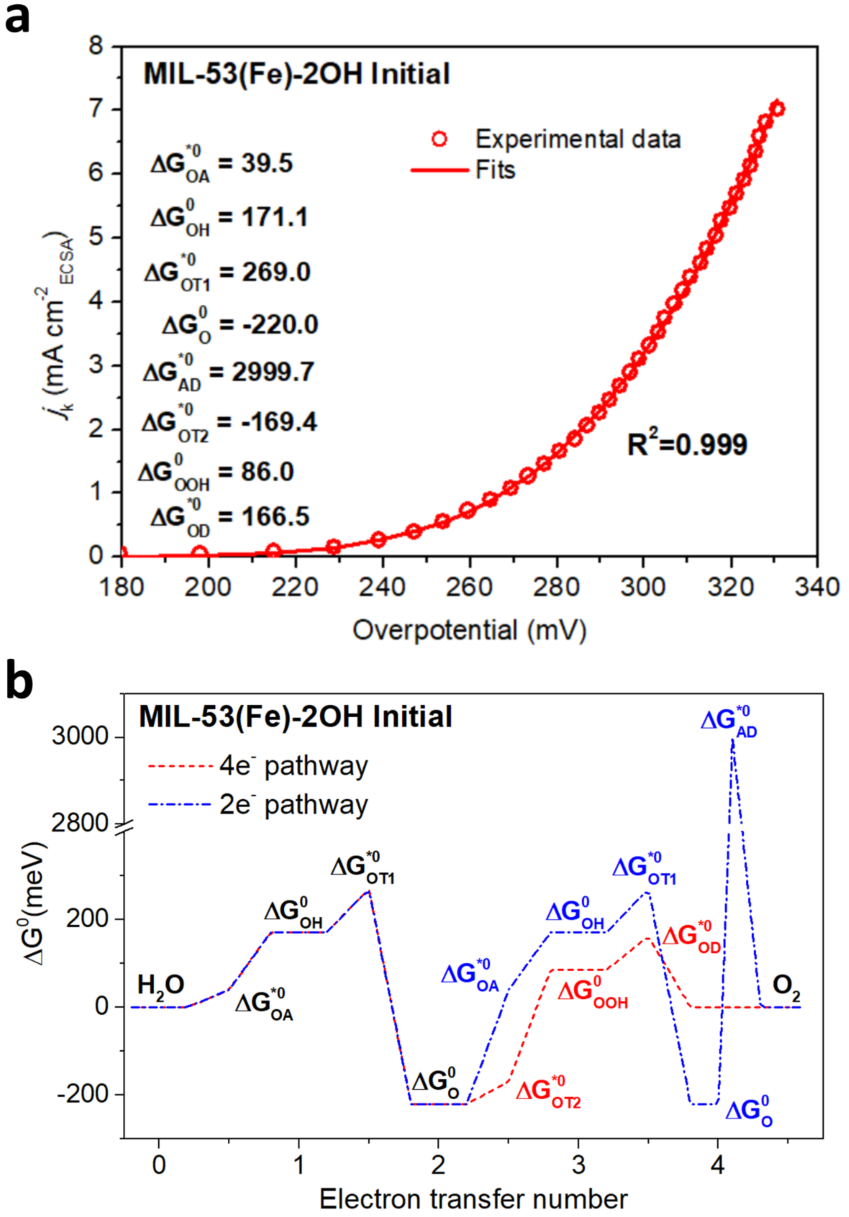 a
MIL-53(Fe)-2OH Initial
Experimental data
Fits
ΔG*0OA = 39.5
ΔG0OH = 171.1
ΔG*0OT1 = 269.0
ΔG0O = -220.0
ΔG*0AD = 2999.7
ΔG*0OT2 = -169.4
ΔG0OOH = 86.0
ΔG*0OD = 166.5
R2=0.999
jk (mA cm-2 ECSA)
8
7
6
5
4
3
2
1
0
180 200 220 240 260 280 300 320 340
Overpotential (mV)
b
MIL-53(Fe)-2OH Initial
4e- pathway
2e- pathway
ΔG*0AD
ΔG0(meV)
3000
2800
200
0
-200
H2O
ΔG*0OA
ΔG0OH
ΔG*0OT1
ΔG0O
ΔG*0OA
ΔG0OH
ΔG*0OT1
ΔG*0OT2
ΔG0OOH
ΔG*0OD
ΔG0O
O2
0 1 2 3 4
Electron transfer number